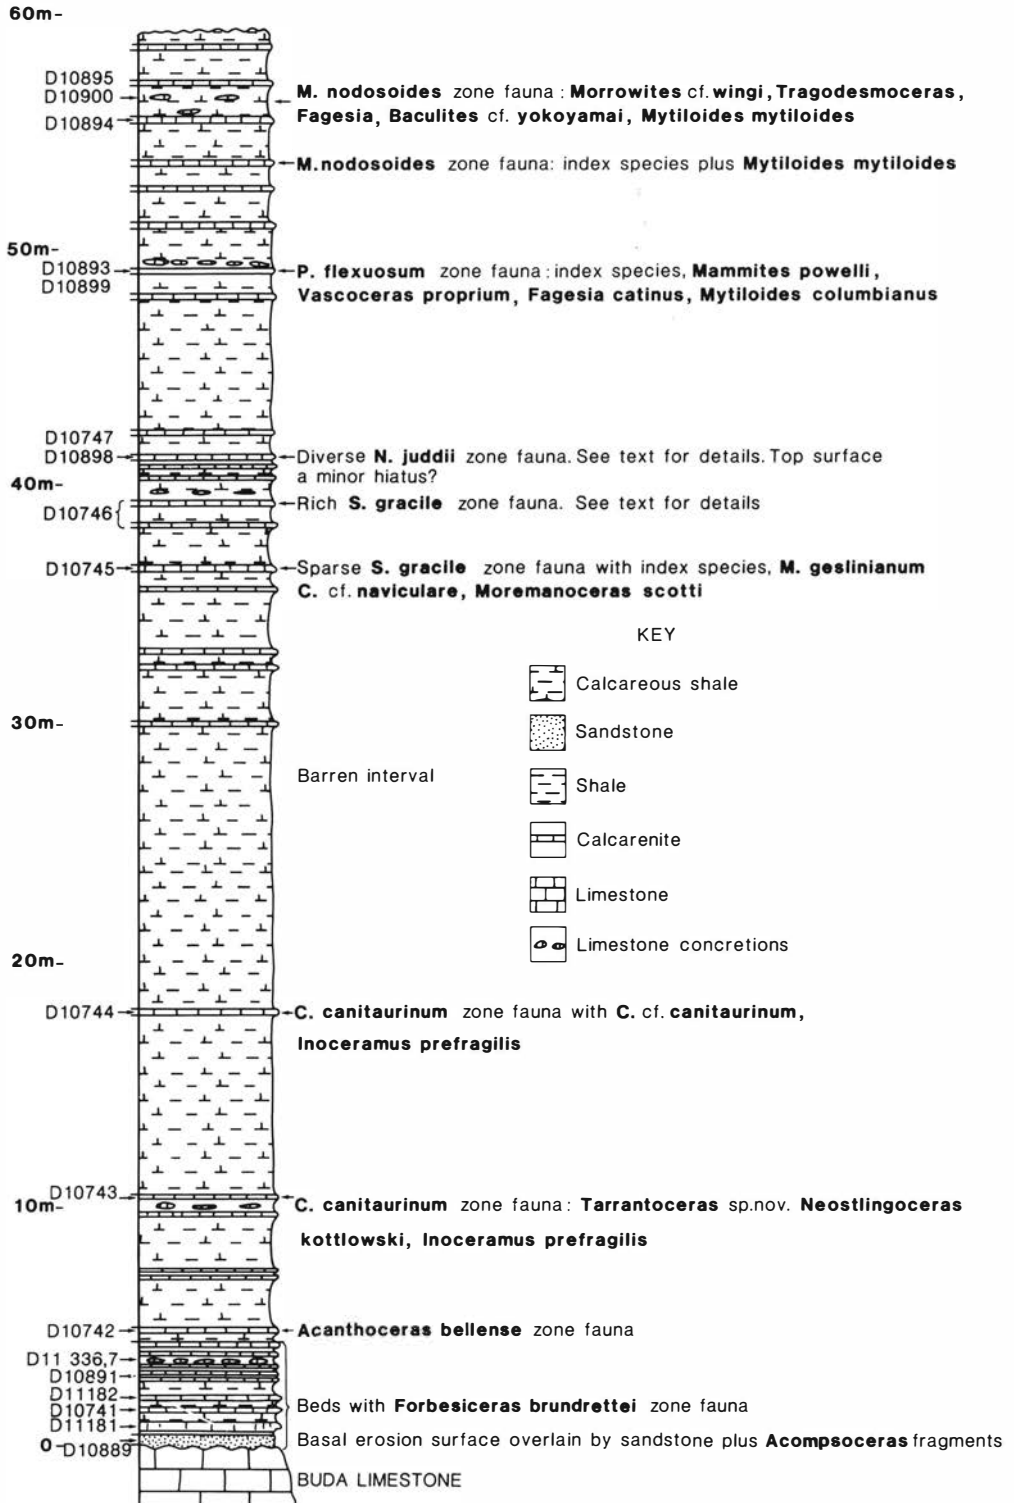 60m-
D10895
D10900
D10894
M. nodosoides zone fauna : Morrowites cf. wingi, Tragodesmoceras,
Fagesia, Baculites cf. yokoyamai, Mytiloides mytiloides
M.nodosoides zone fauna: index species plus Mytiloides mytiloides
50m-
D10893
D10899
P. flexuosum zone fauna : index species, Mammites powelli,
Vascoceras proprium, Fagesia catinus, Mytiloides columbianus
D10747
D10898
Diverse N. juddii zone fauna. See text for details. Top surface
a minor hiatus?
40m-
D10746
Rich S. gracile zone fauna. See text for details
D10745
Sparse S. gracile zone fauna with index species, M. geslinianum
C. cf. naviculare, Moremanoceras scotti
KEY
Calcareous shale
Sandstone
Shale
Calcarenite
Limestone
Limestone concretions
30m-
Barren interval
20m-
D10744
C. canitaurinum zone fauna with C. cf. canitaurinum,
Inoceramus prefragilis
D10743
10m-
C. canitaurinum zone fauna : Tarrantoceras sp.nov. Neostlingoceras
kottlowski, Inoceramus prefragilis
D10742
Acanthoceras bellense zone fauna
D11 336,7
D10891
D11182
D10741
D11181
Beds with Forbesiceras brundrettei zone fauna
0
D10889
Basal erosion surface overlain by sandstone plus Acompsoceras fragments
BUDA LIMESTONE